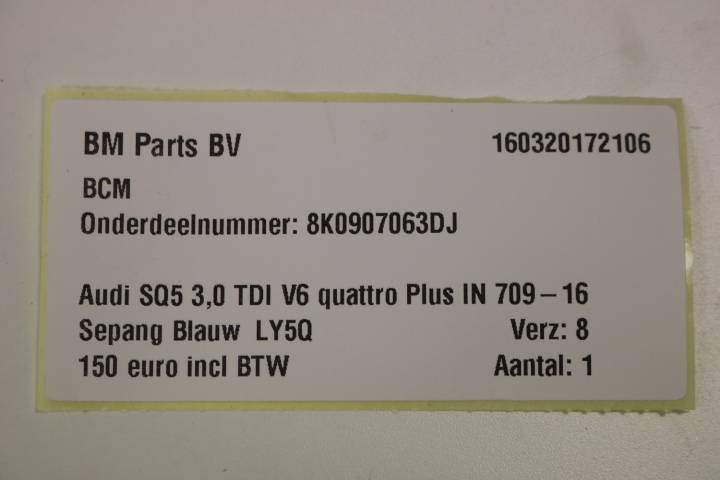 BM Parts BV 160320172106
BCM
Onderdeelnummer: 8K0907063DJ
Audi SQ5 3,0 TDI V6 quattro Plus IN 709-16
Sepang Blauw LY5Q Verz: 8
150 euro incl BTW Aantal: 1